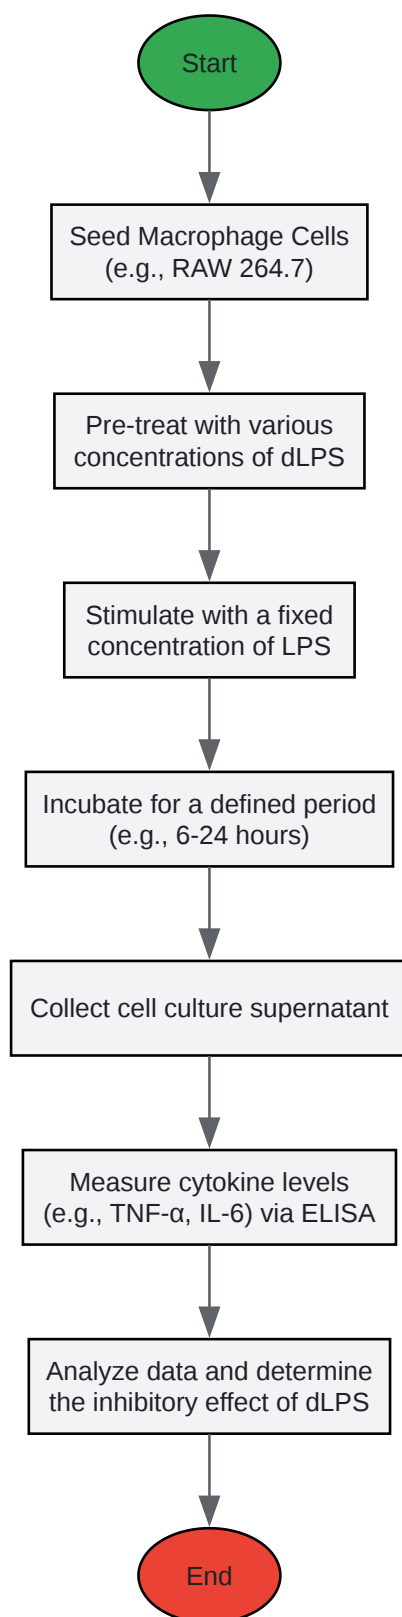 Start
Seed Macrophage Cells
(e.g., RAW 264.7)
Pre-treat with various
concentrations of dLPS
Stimulate with a fixed
concentration of LPS
Incubate for a defined period
(e.g., 6-24 hours)
Collect cell culture supernatant
Measure cytokine levels
(e.g., TNF-α, IL-6) via ELISA
Analyze data and determine
the inhibitory effect of dLPS
End